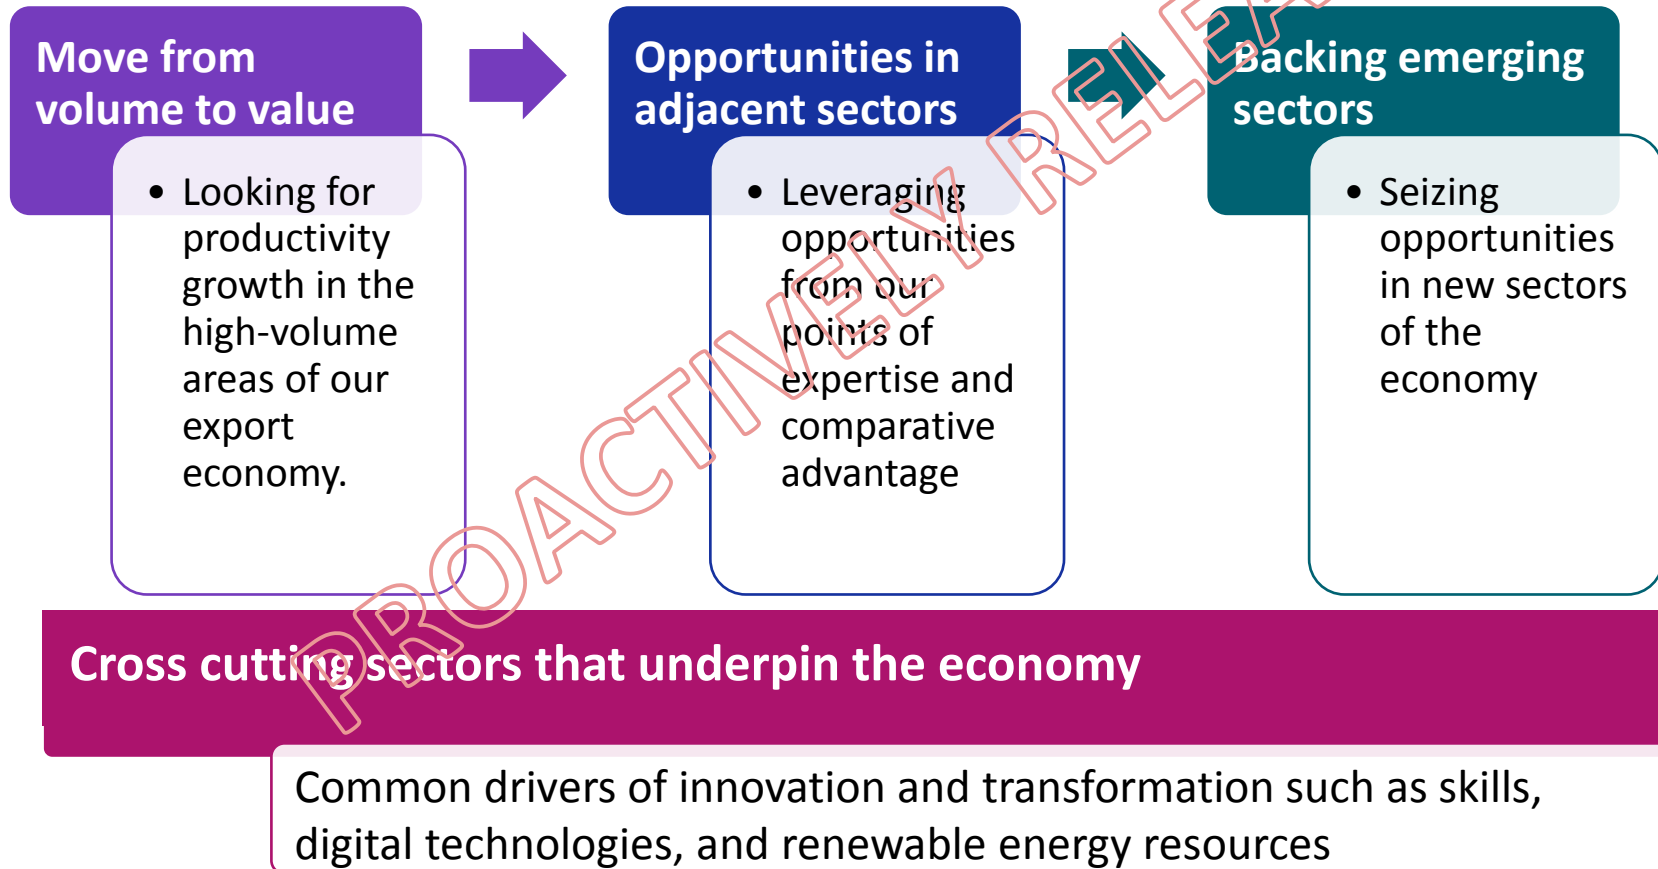 Move from
volume to value
• Looking for
productivity
growth in the
high-volume
areas of our
export
economy.
Opportunities in
adjacent sectors
• Leveraging
opportunities
from our
points of
expertise and
comparative
advantage
Backing emerging
sectors
• Seizing
opportunities
in new sectors
of the
economy
Cross cutting sectors that underpin the economy
Common drivers of innovation and transformation such as skills,
digital technologies, and renewable energy resources
PROACTIVELY